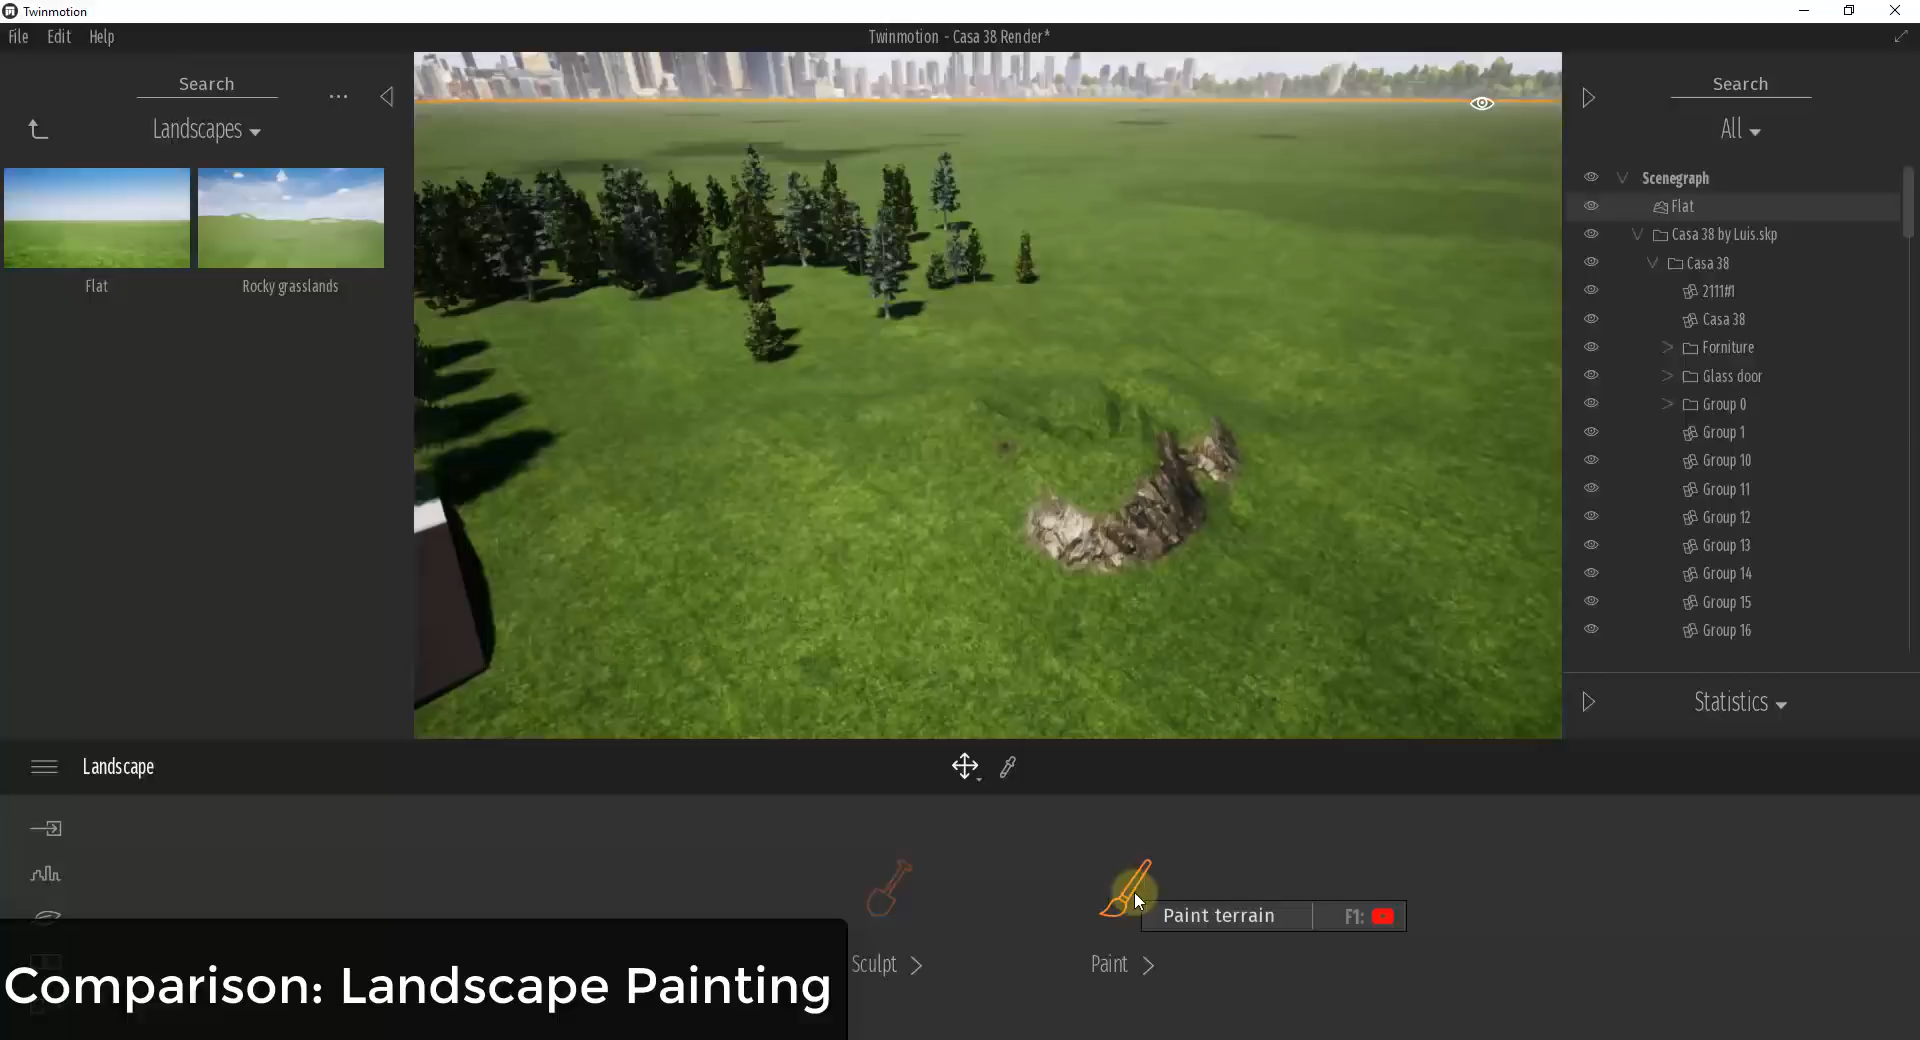 Twinmotion
File Edit Help
Twinmotion - Casa 38 Render*
Search
...
Landscapes
Flat
Rocky grasslands
Search
All
Scenegraph
Flat
Casa 38 by Luis.skp
Casa 38
2111#1
Casa 38
Forniture
Glass door
Group 0
Group 1
Group 10
Group 11
Group 12
Group 13
Group 14
Group 15
Group 16
Statistics
Landscape
Paint terrain F1:
Sculpt
Paint
Comparison: Landscape Painting